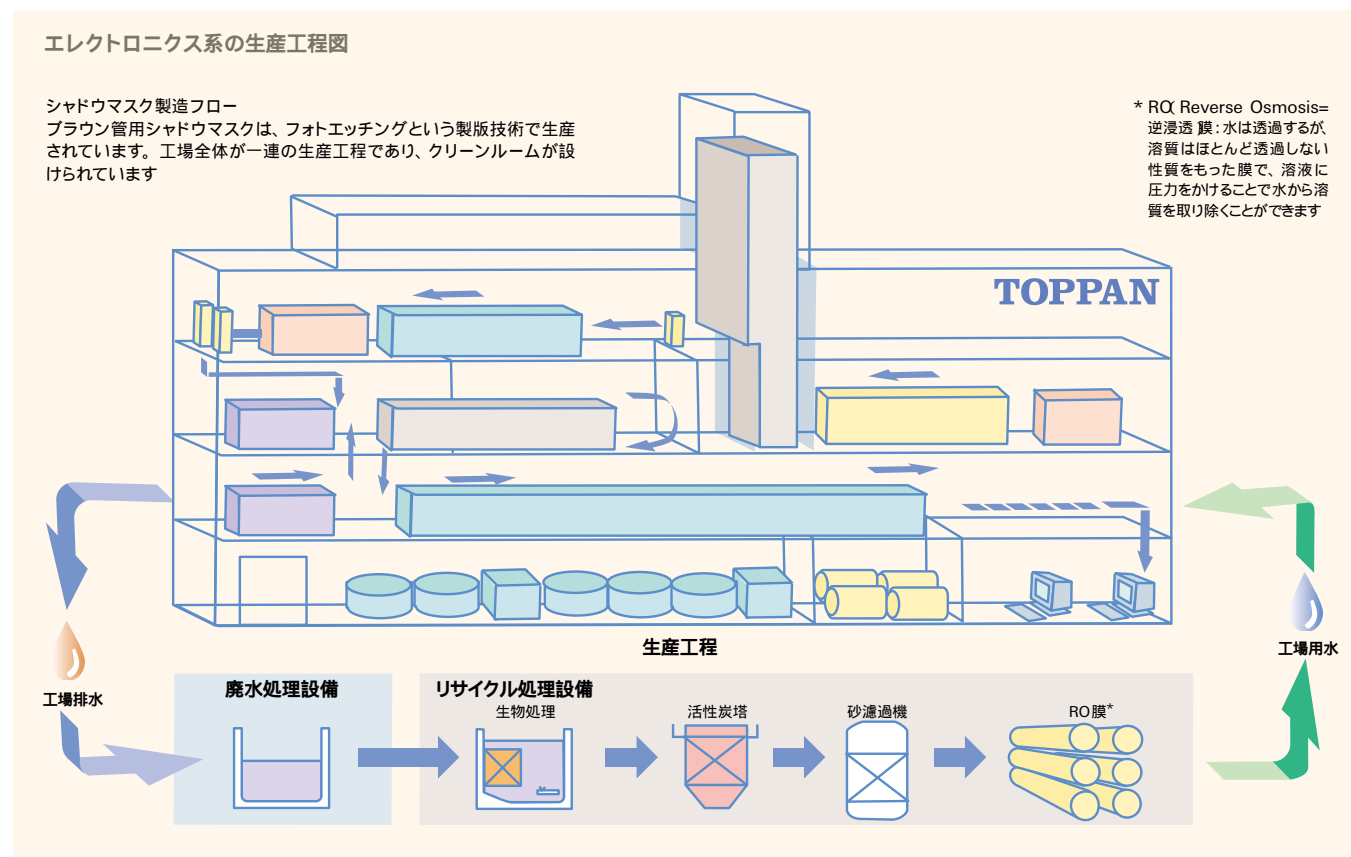 エレクトロニクス系の生産工程図
シャドウマスク製造フロー
ブラウン管用シャドウマスクは、フォトエッチングという製版技術で生産
されています。工場全体が一連の生産工程であり、クリーンルームが設
けられています
* RO( Reverse Osmosis=
逆浸透 膜:水は透過するが、
溶質はほとんど透過しない
性質をもった膜で、溶液に
圧力をかけることで水から溶
質を取り除くことができます
TOPPAN
生産工程
工場用水
工場排水
廃水処理設備
リサイクル処理設備
生物処理
活性炭塔
砂濾過機
RO膜*